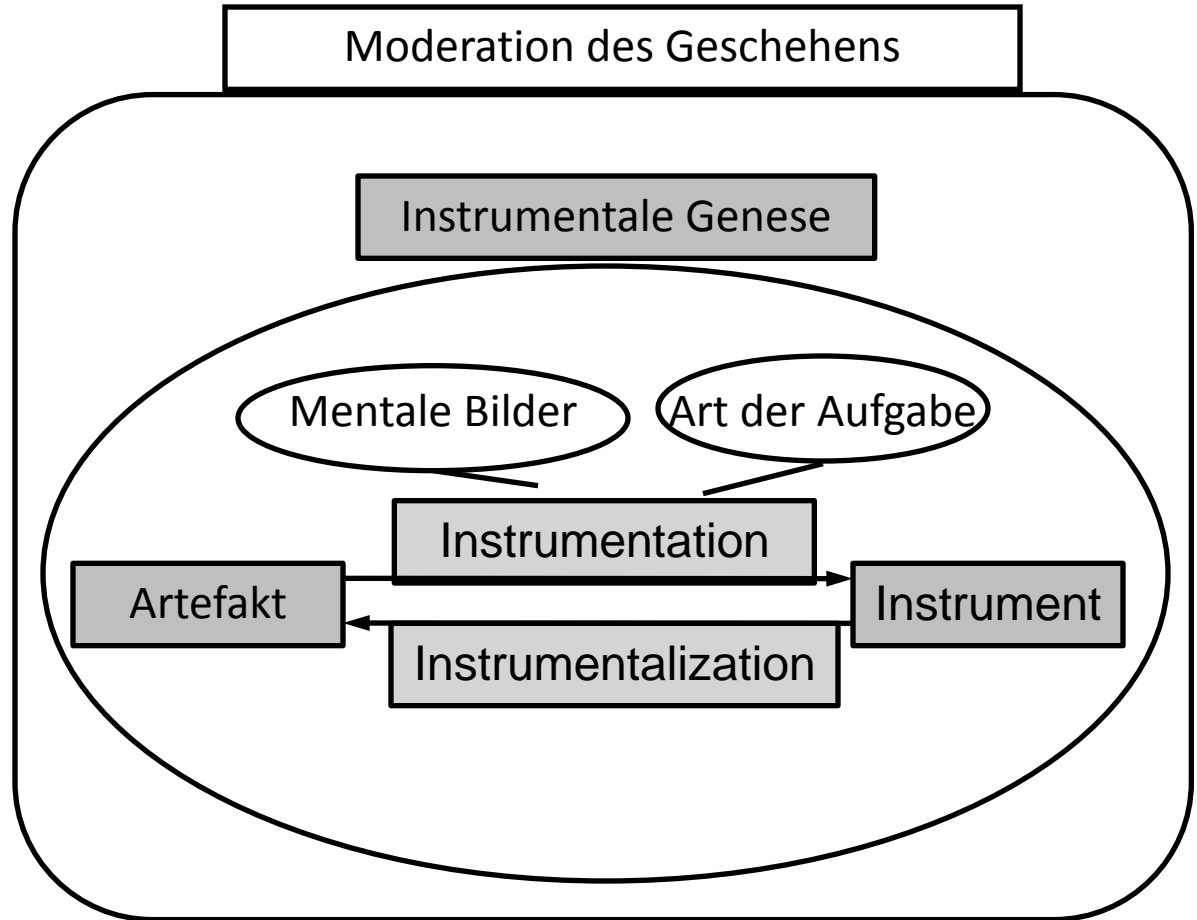 Moderation des Geschehens
Instrumentale Genese
Mentale Bilder
Art der Aufgabe
Instrumentation
Artefakt
Instrument
Instrumentalization